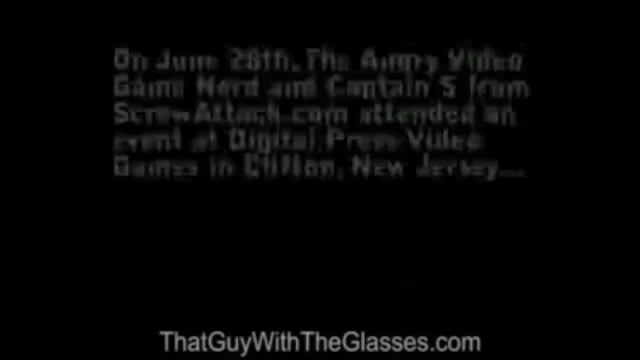 On June 28th, The Angry Video
Game Nerd and Captain S from
ScrewAttack.com attended an
event at Digital Press Video
Games in Clifton, New Jersey...
ThatGuyWithTheGlasses.com